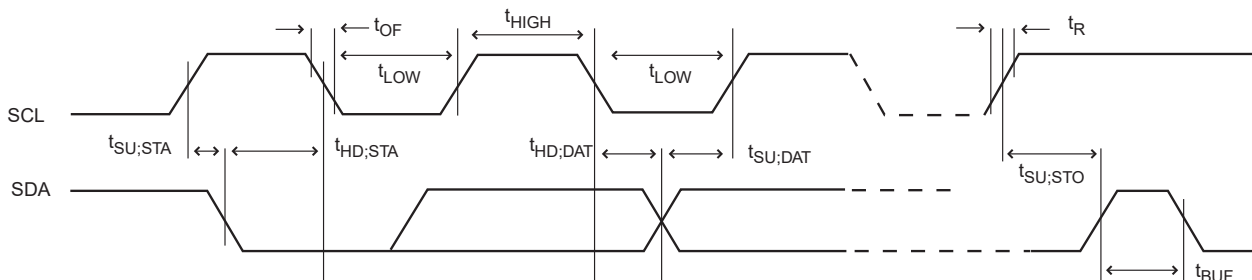 tOF
tHIGH
tR
tLOW
tLOW
SCL
tSU;STA
tHD;STA
tHD;DAT
tSU;DAT
tSU;STO
SDA
tBUF